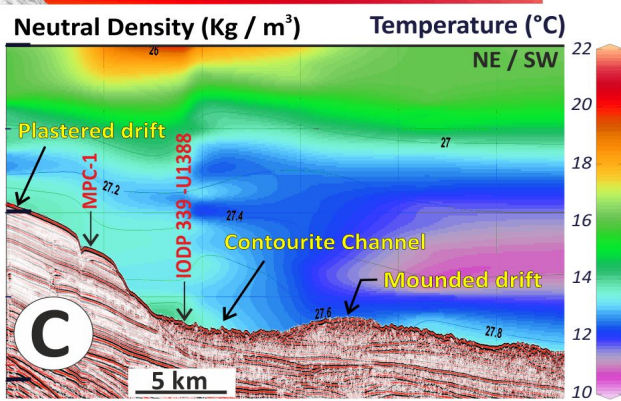 Neutral Density (Kg / m³)
Temperature (°C)
NE / SW
22
20
18
16
14
12
10
26
27
27.2
27.4
27.6
27.8
Plastered drift
MPC-1
IODP 339 -U1388
Contourite Channel
Mounded drift
C
5 km